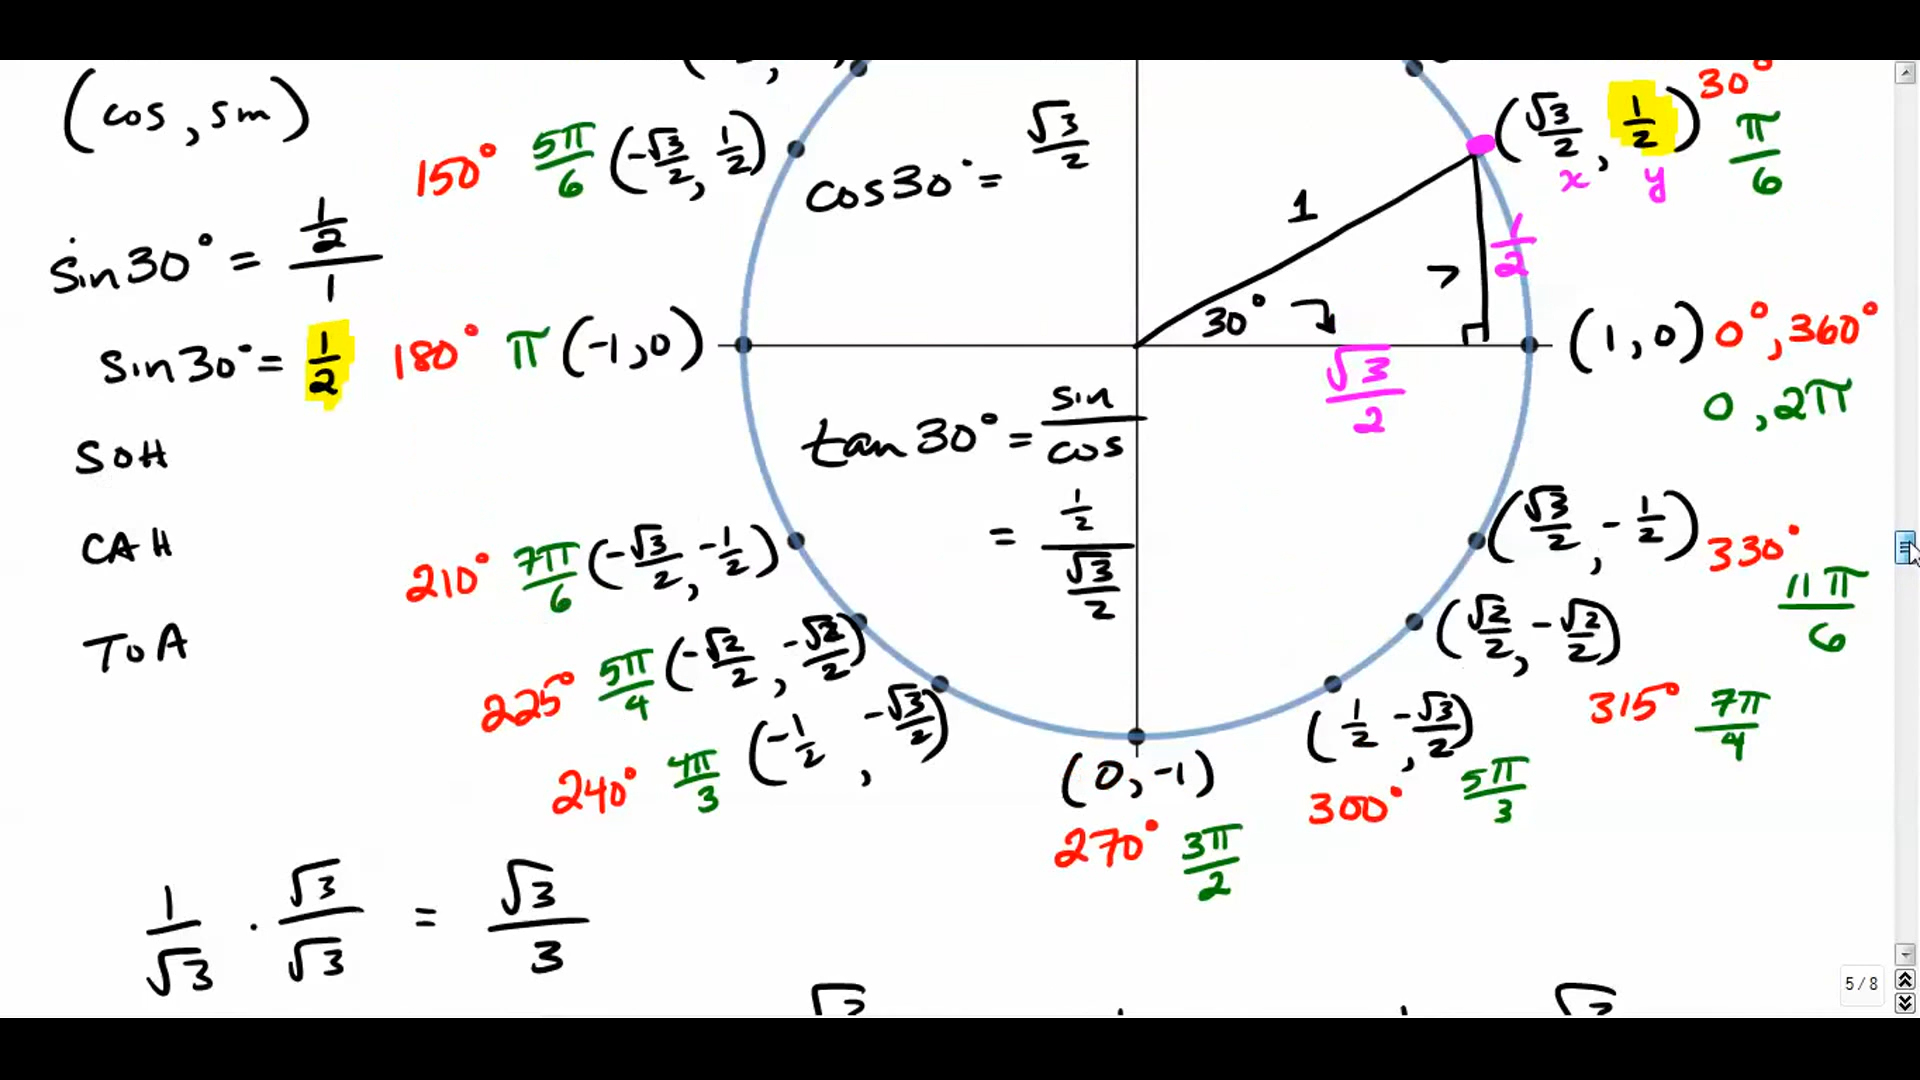 (cos, sin)
sin30° = (1/2)/1
sin30° = 1/2
SOH
CAH
TOA
150° 5π/6 (-√3/2, 1/2)
180° π (-1,0)
210° 7π/6 (-√3/2, -1/2)
225° 5π/4 (-√2/2, -√2/2)
240° 4π/3 (-1/2, -√3/2)
cos30° = √3/2
tan30° = sin/cos
= (1/2)/(√3/2)
1
30°
1/2
√3/2
(√3/2, 1/2) 30°
x y π/6
(1,0) 0°, 360°
0, 2π
(√3/2, -1/2) 330°
11π/6
(√2/2, -√2/2)
315° 7π/4
(1/2, -√3/2)
300° 5π/3
(0,-1)
270° 3π/2
1/√3 · √3/√3 = √3/3
5/8